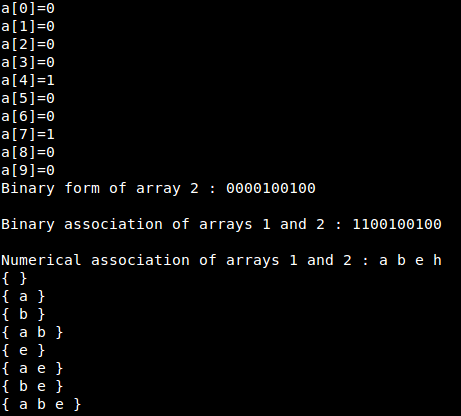 a[0]=0
a[1]=0
a[2]=0
a[3]=0
a[4]=1
a[5]=0
a[6]=0
a[7]=1
a[8]=0
a[9]=0
Binary form of array 2 : 0000100100
Binary association of arrays 1 and 2 : 1100100100
Numerical association of arrays 1 and 2 : a b e h
{ }
{ a }
{ b }
{ a b }
{ e }
{ a e }
{ b e }
{ a b e }